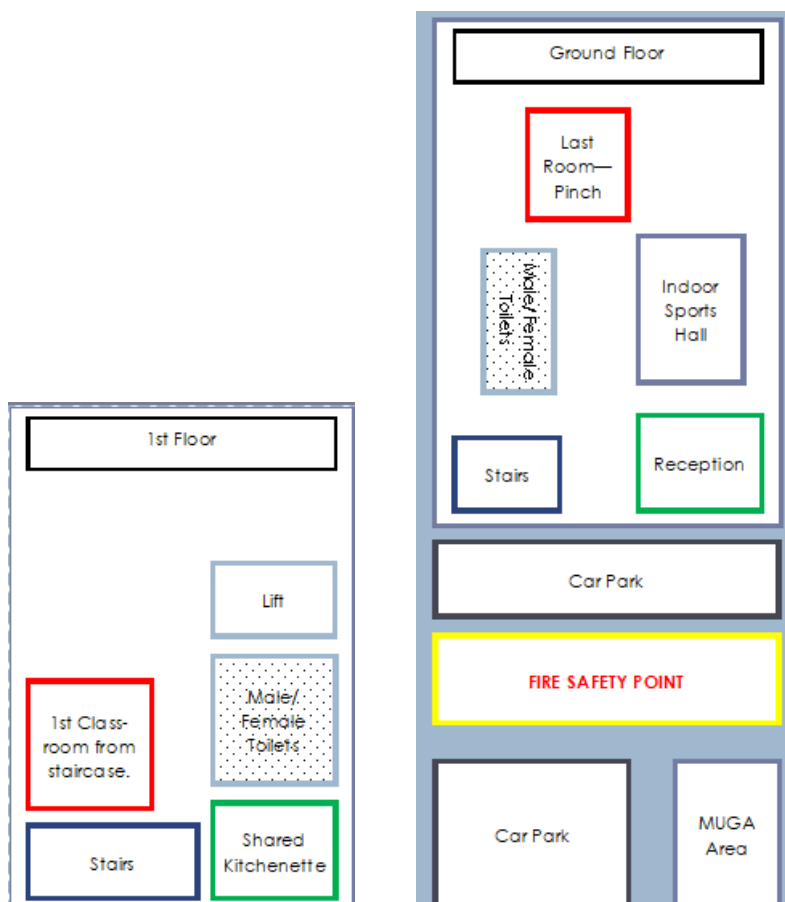 1st Floor
Lift
Male/
Female
Toilets
1st Class-
room from
staircase.
Stairs
Shared
Kitchenette
Ground Floor
Last
Room—
Pinch
Male/ Female
Toilets
Indoor
Sports
Hall
Stairs
Reception
Car Park
FIRE SAFETY POINT
Car Park
MUGA
Area